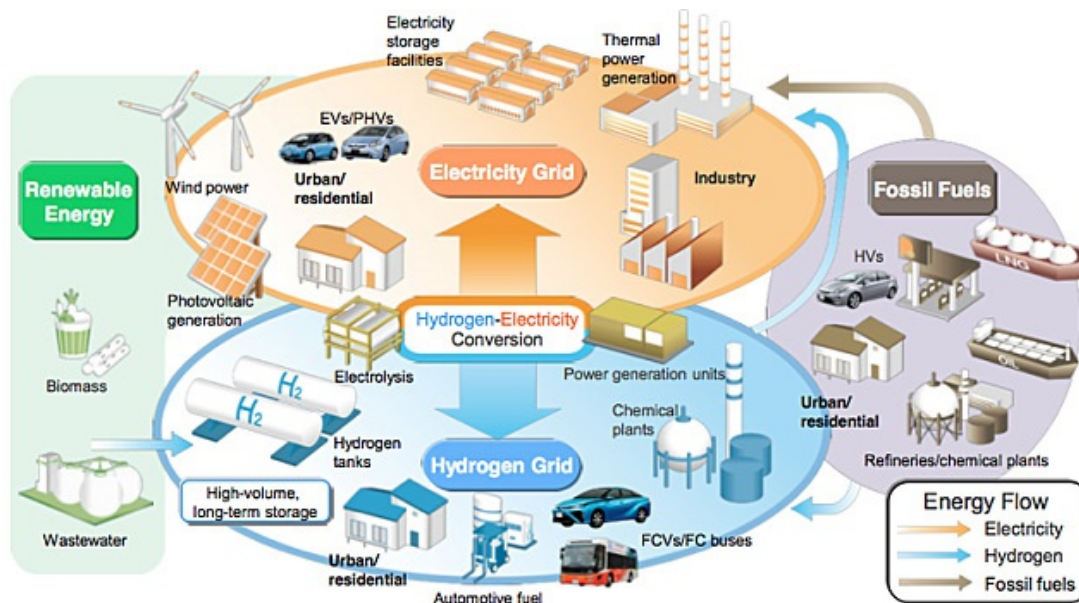 Electricity
storage
facilities
Thermal
power
generation
EVs/PHVs
Wind power
Urban/
residential
Electricity Grid
Industry
Renewable
Energy
Fossil Fuels
LNG
HVs
Photovoltaic
generation
Hydrogen-Electricity
Conversion
OIL
Biomass
Electrolysis
Power generation units
H2
H2
Hydrogen
tanks
Chemical
plants
Urban/
residential
Refineries/chemical plants
Hydrogen Grid
High-volume,
long-term storage
Wastewater
Urban/
residential
Automotive fuel
FCVs/FC buses
Energy Flow
Electricity
Hydrogen
Fossil fuels